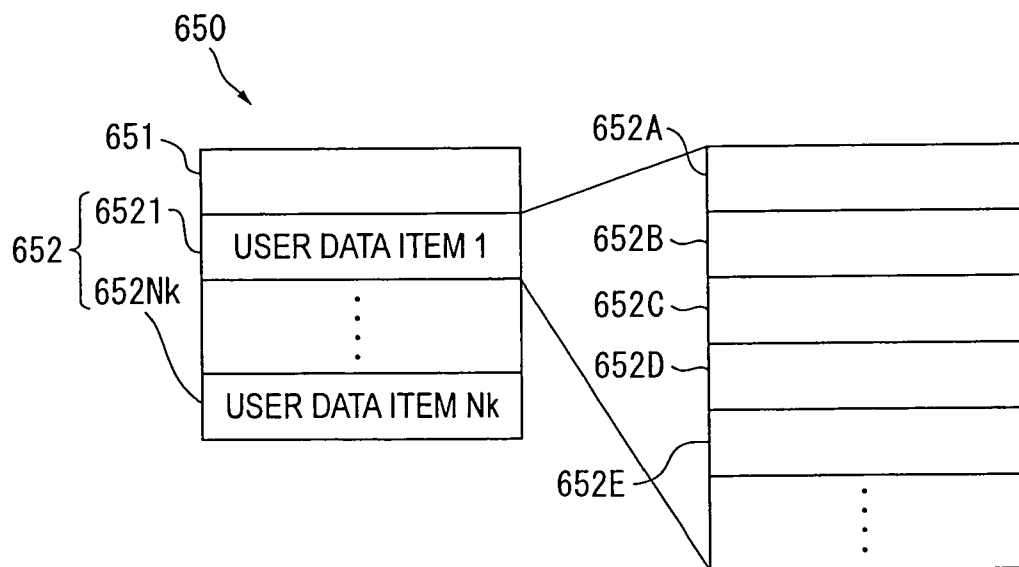 650
651
652
6521
652Nk
USER DATA ITEM 1
USER DATA ITEM Nk
652A
652B
652C
652D
652E